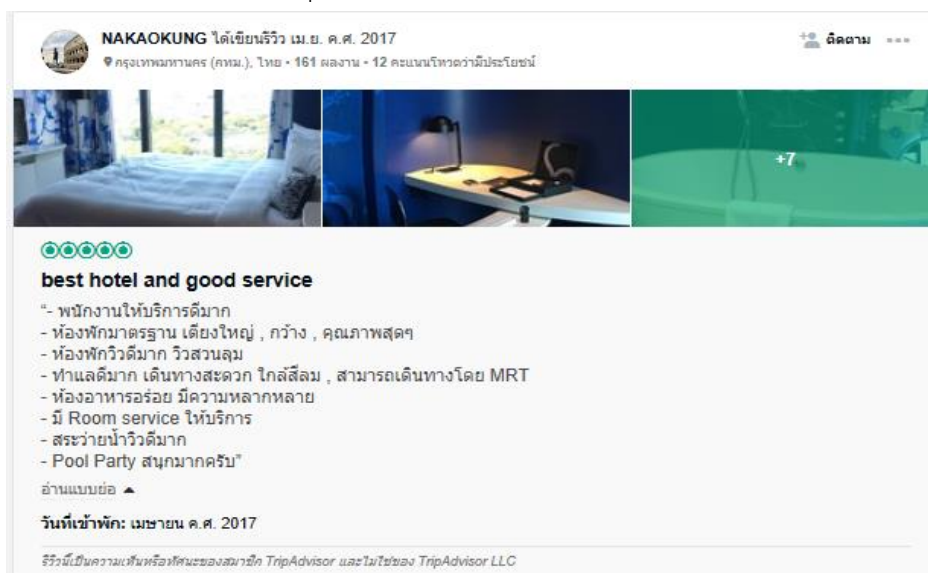 NAKAOKUNG ได้เขียนรีวิว เม.ย. ค.ศ. 2017
ติดตาม
กรุงเทพมหานคร (กทม.), ไทย • 161 ผลงาน • 12 คะแนนโหวตว่ามีประโยชน์
+7
best hotel and good service
“- พนักงานให้บริการดีมาก
- ห้องพักมาตรฐาน เตียงใหญ่ , กว้าง , คุณภาพสุดๆ
- ห้องพักวิวดีมาก วิวสวนลุม
- ทำแลดีมาก เดินทางสะดวก ใกล้สีลม , สามารถเดินทางโดย MRT
- ห้องอาหารอร่อย มีความหลากหลาย
- มี Room service ให้บริการ
- สระว่ายน้ำวิวดีมาก
- Pool Party สนุกมากครับ”
อ่านแบบย่อ
วันที่เข้าพัก: เมษายน ค.ศ. 2017
รีวิวนี้เป็นความเห็นหรือทัศนะของสมาชิก TripAdvisor และไม่ใช่ของ TripAdvisor LLC